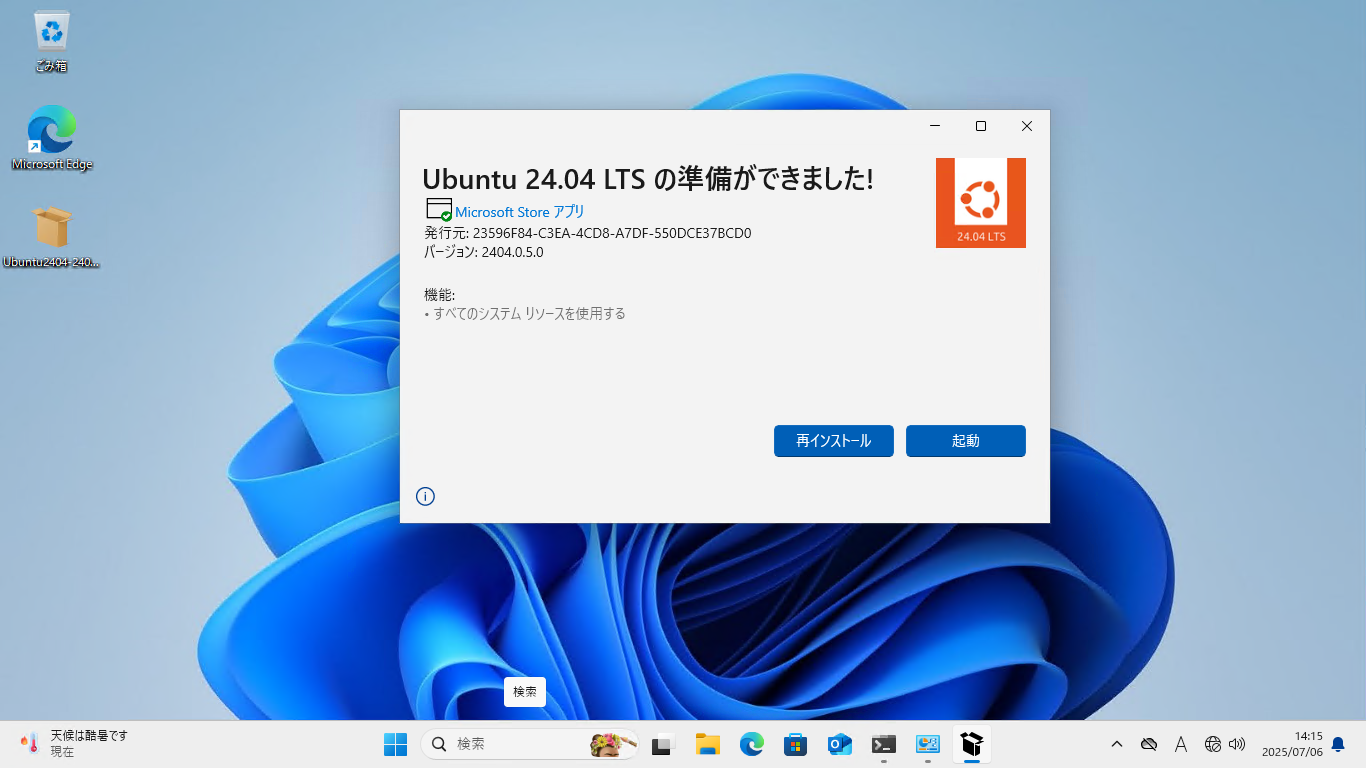 ごみ箱
Microsoft Edge
Ubuntu2404-240...
Ubuntu 24.04 LTS の準備ができました!
Microsoft Store アプリ
発行元: 23596F84-C3EA-4CD8-A7DF-550DCE37BCD0
バージョン: 2404.0.5.0
24.04 LTS
機能:
• すべてのシステム リソースを使用する
再インストール
起動
検索
天候は酷暑です
現在
検索
A
14:15
2025/07/06